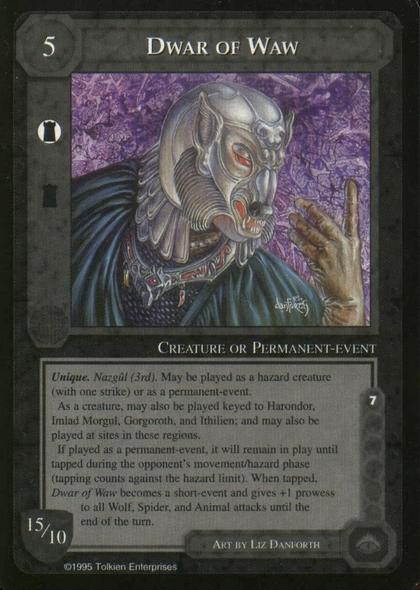 5
DWAR OF WAW
danforth
CREATURE OR PERMANENT-EVENT
Unique. Nazgûl (3rd). May be played as a hazard creature
(with one strike) or as a permanent-event.
As a creature, may also be played keyed to Harondor,
Imlad Morgul, Gorgoroth, and Ithilien; and may also be
played at sites in these regions.
If played as a permanent-event, it will remain in play until
tapped during the opponent's movement/hazard phase
(tapping counts against the hazard limit). When tapped,
Dwar of Waw becomes a short-event and gives +1 prowess
to all Wolf, Spider, and Animal attacks until the
end of the turn.
7
15/10
ART BY LIZ DANFORTH
©1995 Tolkien Enterprises